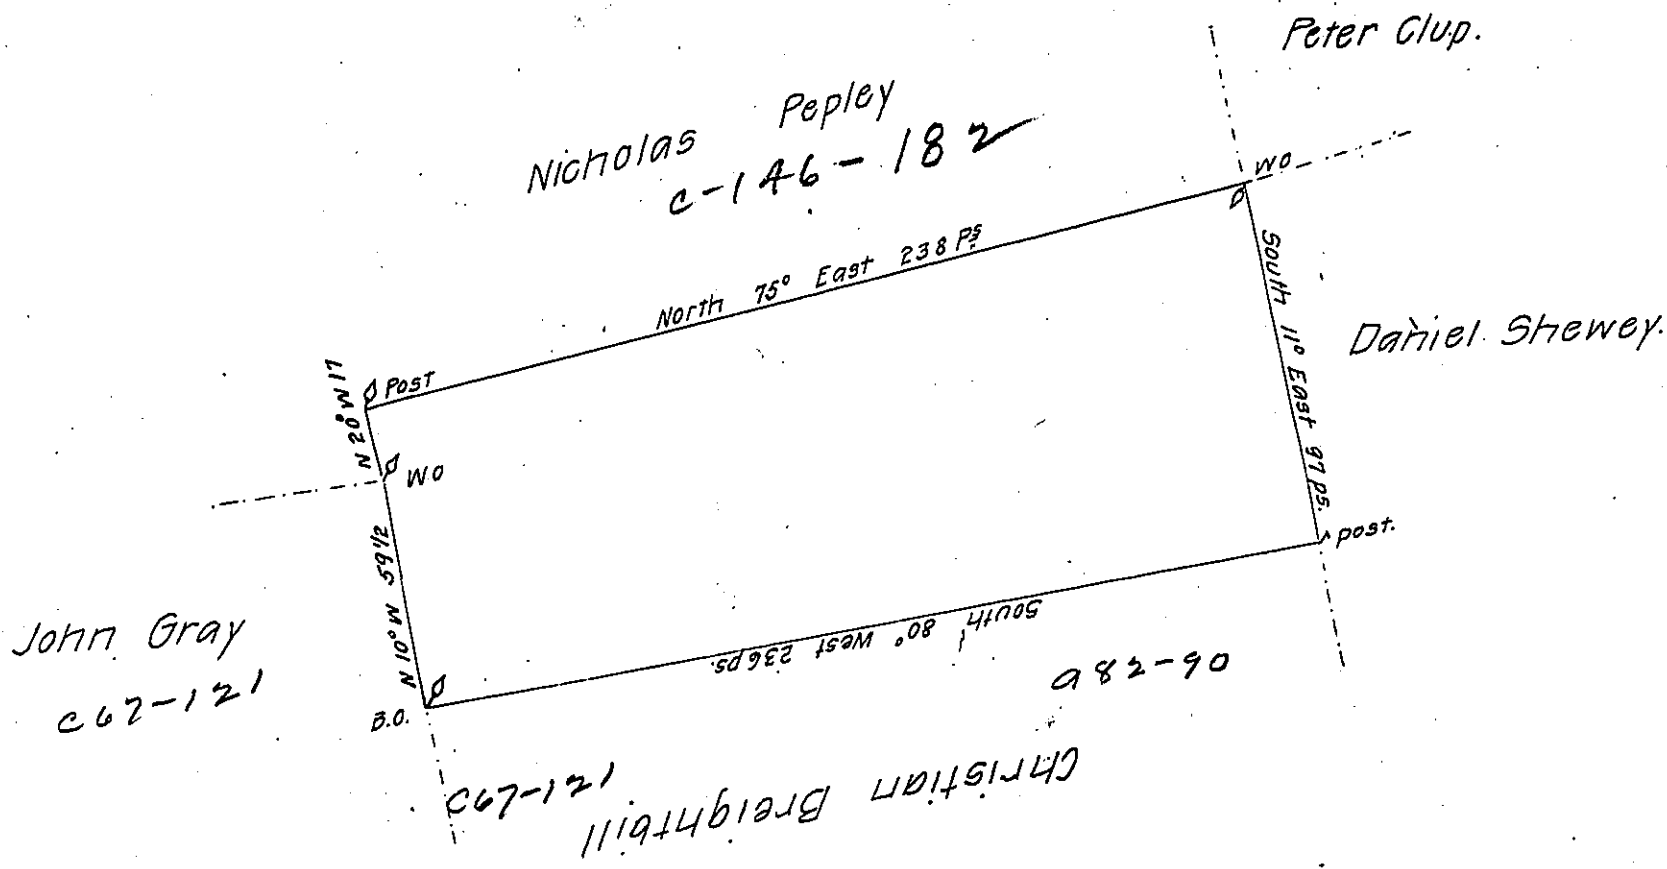 Peter Clup.
Nicholas Pepley
C-146-182
WO
North 75° East 238 Ps
South 11° East 97 ps.
Daniel Shewey.
Post
N 20° W 17
WO
N 10° W 59 1/2
post.
South 80° West 236 ps.
John Gray
C67-121
B.O.
C67-121
Christian Breightbill